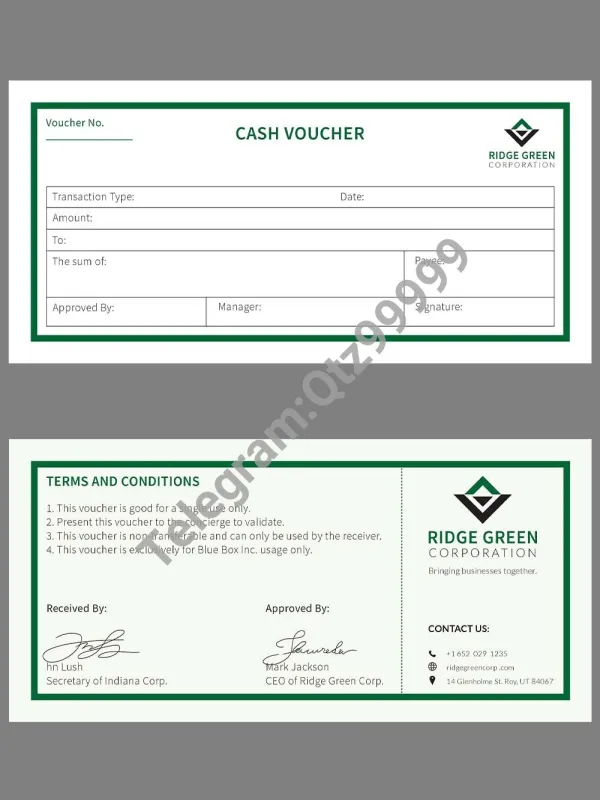 Voucher No.
CASH VOUCHER
RIDGE GREEN
CORPORATION
Transaction Type:
Date:
Amount:
To:
The sum of:
Payee:
Approved By:
Manager:
Signature:
Telegram:Qtz99999
TERMS AND CONDITIONS
1. This voucher is good for a single use only.
2. Present this voucher to the concierge to validate.
3. This voucher is non-transferable and can only be used by the receiver.
4. This voucher is exclusively for Blue Box Inc. usage only.
Received By:
hn Lush
Secretary of Indiana Corp.
Approved By:
Mark Jackson
CEO of Ridge Green Corp.
RIDGE GREEN
CORPORATION
Bringing businesses together.
CONTACT US:
+1 652 029 1235
ridgegreencorp.com
14 Glenholme St. Roy, UT 84067